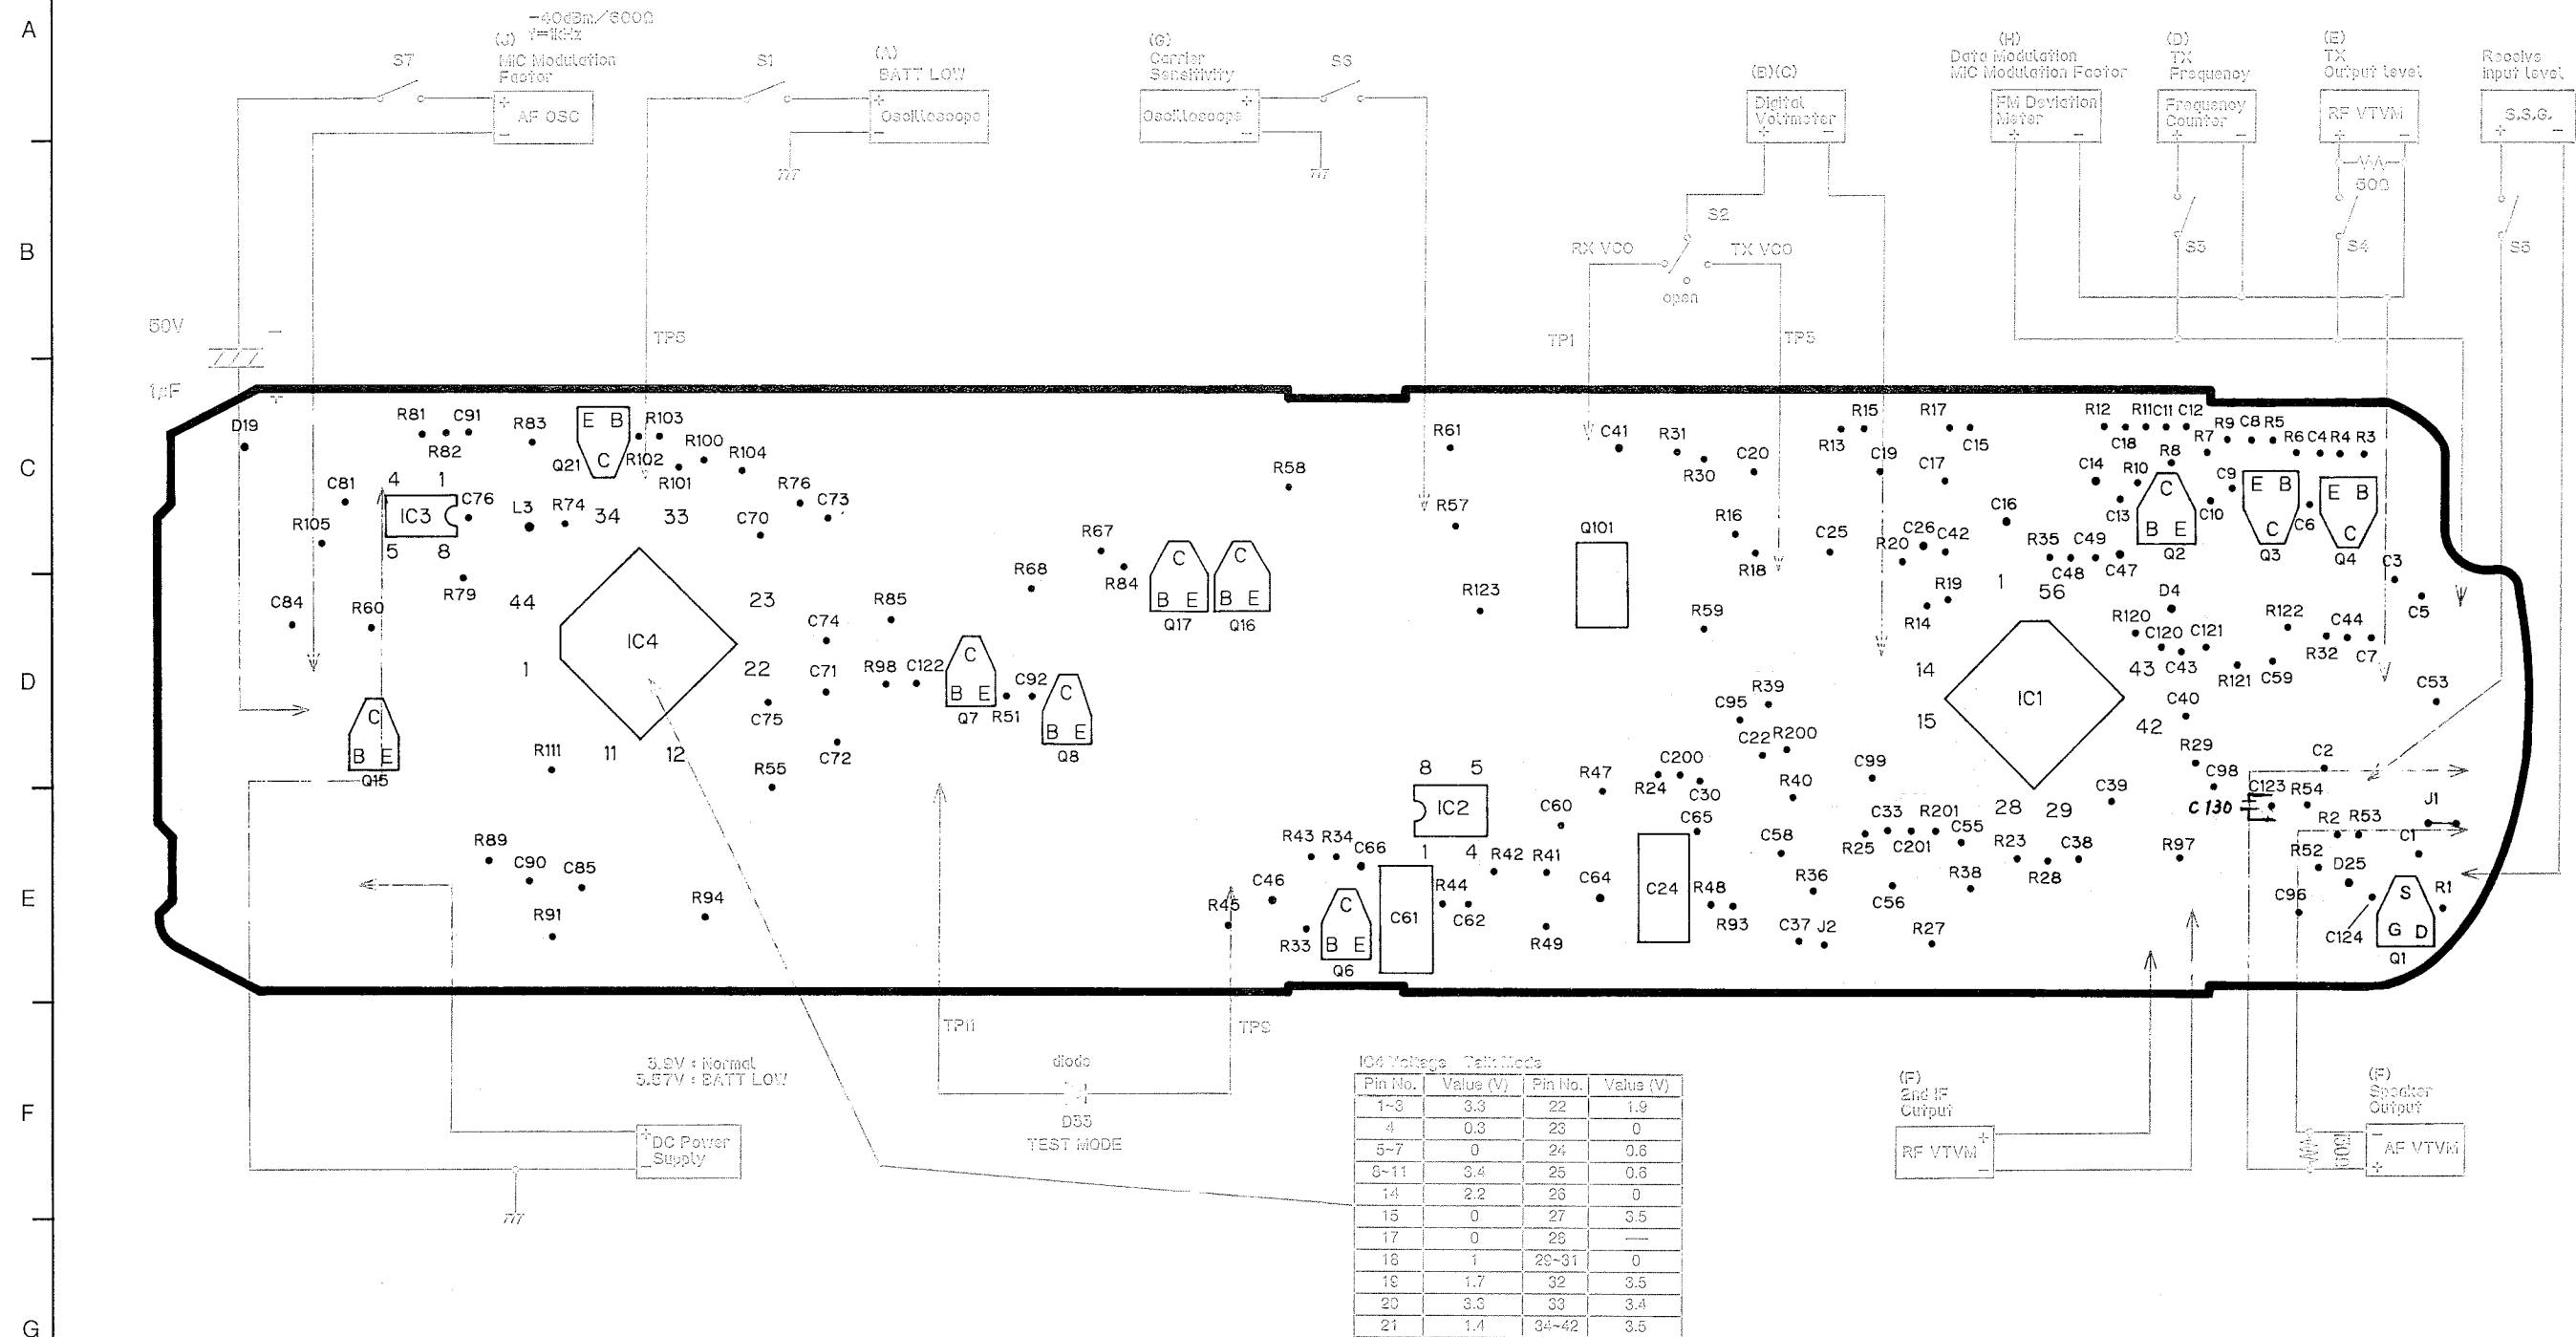 A
-40dBm/600Ω
f=1kHz
S7
(J)
MIC Modulation
Factor
+ AF OSC
−
S1
(A)
BATT LOW
+
Oscilloscope
−
(G)
Carrier
Sensitivity
+
Oscilloscope
−
S6
(B)(C)
Digital
Voltmeter
+ −
(H)
Data Modulation
MIC Modulation Factor
FM Deviation
Meter
+ −
(D)
TX
Frequency
Frequency
Counter
+ −
(E)
TX
Output level
RF VTVM
+ −
50Ω
Receive
input level
S.S.G.
+ −
B
S2
RX VCO TX VCO
open
S3 S4 S5
50V −
1μF +
TP6 TP1 TP5
C
D19 R81 C91 R83 E B R103 R61 C41 R31 R15 R17 R12 R11 C11 C12 R9 C8 R5
R82 Q21 C R102 R100 R104 R58 R30 C20 R13 C19 C15 C17 C18 R8 R7 R6 C4 R4 R3
C81 4 1 C76 L3 R74 34 33 R101 R76 C73 C70 R57 C14 R10 C9
R105 IC3 5 8 R67 Q101 R16 C25 C26 C42 C16 C13 C B E Q2 C10 E B C Q3 C6 E B C Q4
R18 R20 R35 C49 C48 C47 C3
D
C84 R60 R79 44 23 R85 R68 R84 C B E Q17 C B E Q16 R123 R59 R19 R14 1 56 D4 R122 C44 C5
IC4 C74 R120 C120 C121 R32 C7
1 22 C71 R98 C122 C B E Q7 R51 C92 C B E Q8 14 IC1 43 C43 R121 C59 C53
C B E Q15 C75 C72 C95 R39 15 C40 42
R111 11 12 R55 8 5 R47 C200 C22 R200 C99 R29 C98 C2
R24 C30 R40
E
IC2 C60 C65 C33 R201 28 29 C39 C130 C123 R54 J1
R89 C90 C85 R43 R34 C66 1 4 R42 R41 C58 R25 C201 C55 R23 C38 R97 R2 R53 C1
R91 R94 R45 C46 C61 R44 C62 C64 C24 R48 R93 R36 C56 R38 R28 R52 D25 R1
R33 C B E Q6 R49 C37 J2 R27 C96 C124 S G D Q1
TP11 TP9
3.9V : Normal
3.57V : BATT LOW
diode
D33
TEST MODE
F
+ DC Power
− Supply
IC4 Voltage Talk Mode
Pin No. Value (V) Pin No. Value (V)
1~3 3.3 22 1.9
4 0.3 23 0
5~7 0 24 0.6
8~11 3.4 25 0.6
14 2.2 26 0
15 0 27 3.5
17 0 28 —
18 1 29~31 0
19 1.7 32 3.5
20 3.3 33 3.4
21 1.4 34~42 3.5
(F)
2nd IF
Output
RF VTVM + −
(F)
Speaker
Output
− AF VTVM
+
G